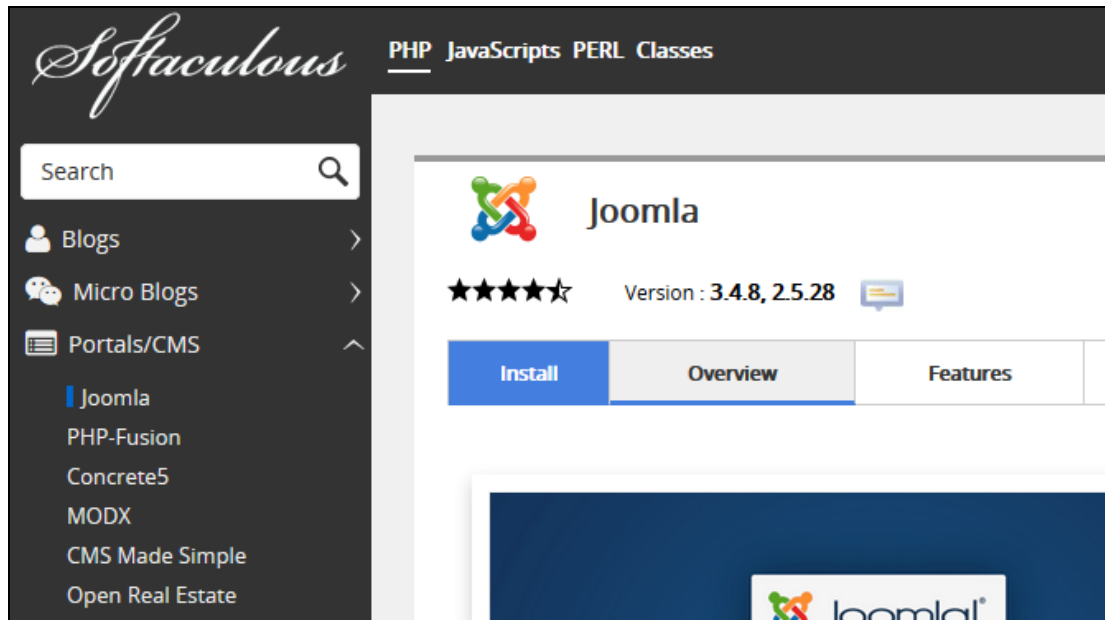 Softaculous
PHP JavaScripts PERL Classes
Search
Blogs
Micro Blogs
Portals/CMS
Joomla
PHP-Fusion
Concrete5
MODX
CMS Made Simple
Open Real Estate
Joomla
Version : 3.4.8, 2.5.28
Install Overview Features
Joomla!®